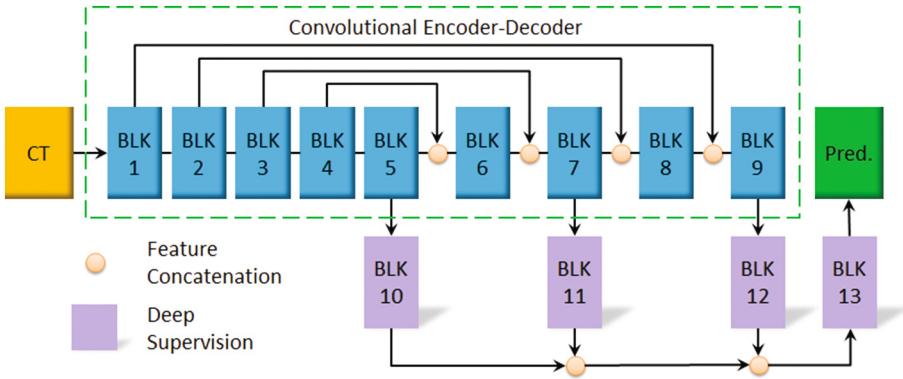 Convolutional Encoder-Decoder
CT
BLK
1
BLK
2
BLK
3
BLK
4
BLK
5
BLK
6
BLK
7
BLK
8
BLK
9
Pred.
Feature
Concatenation
Deep
Supervision
BLK
10
BLK
11
BLK
12
BLK
13